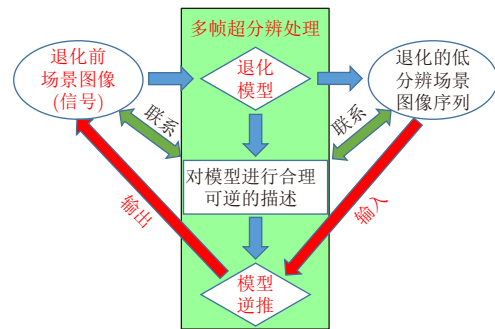 多帧超分辨处理
退化前
场景图像
(信号)
退化
模型
退化的低
分辨场景
图像序列
联系
联系
对模型进行合理
可逆的描述
输出
输入
模型
逆推